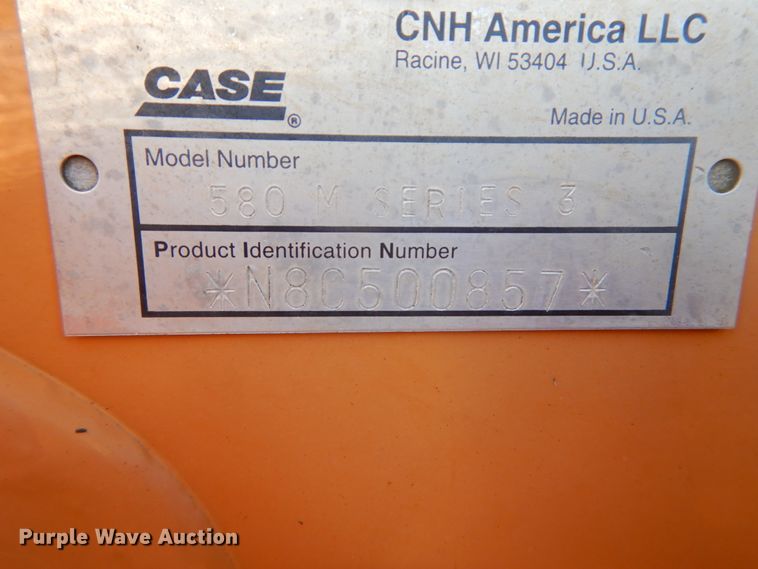 CNH America LLC
Racine, WI 53404 U.S.A.
CASE®
Made in U.S.A.
Model Number
580 M SERIES 3
Product Identification Number
*N8C500857*
Purple Wave Auction